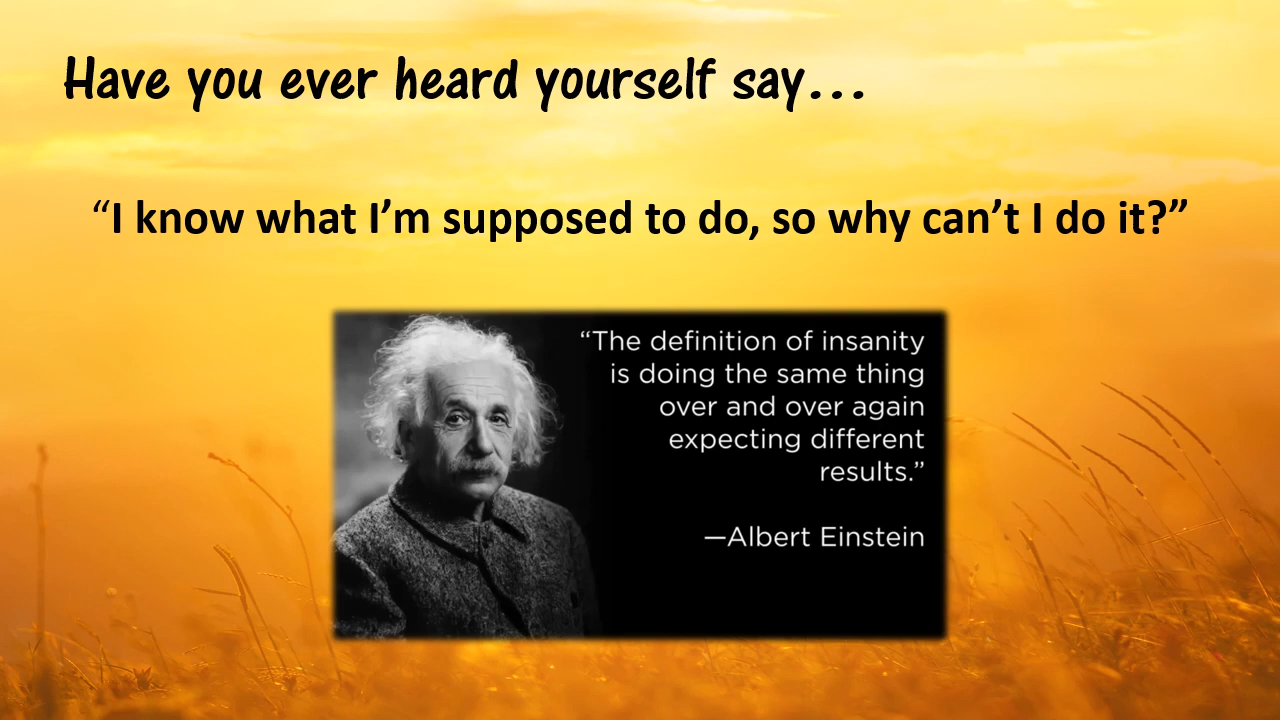 Have you ever heard yourself say...
“I know what I’m supposed to do, so why can’t I do it?”
“The definition of insanity
is doing the same thing
over and over again
expecting different
results.”
—Albert Einstein